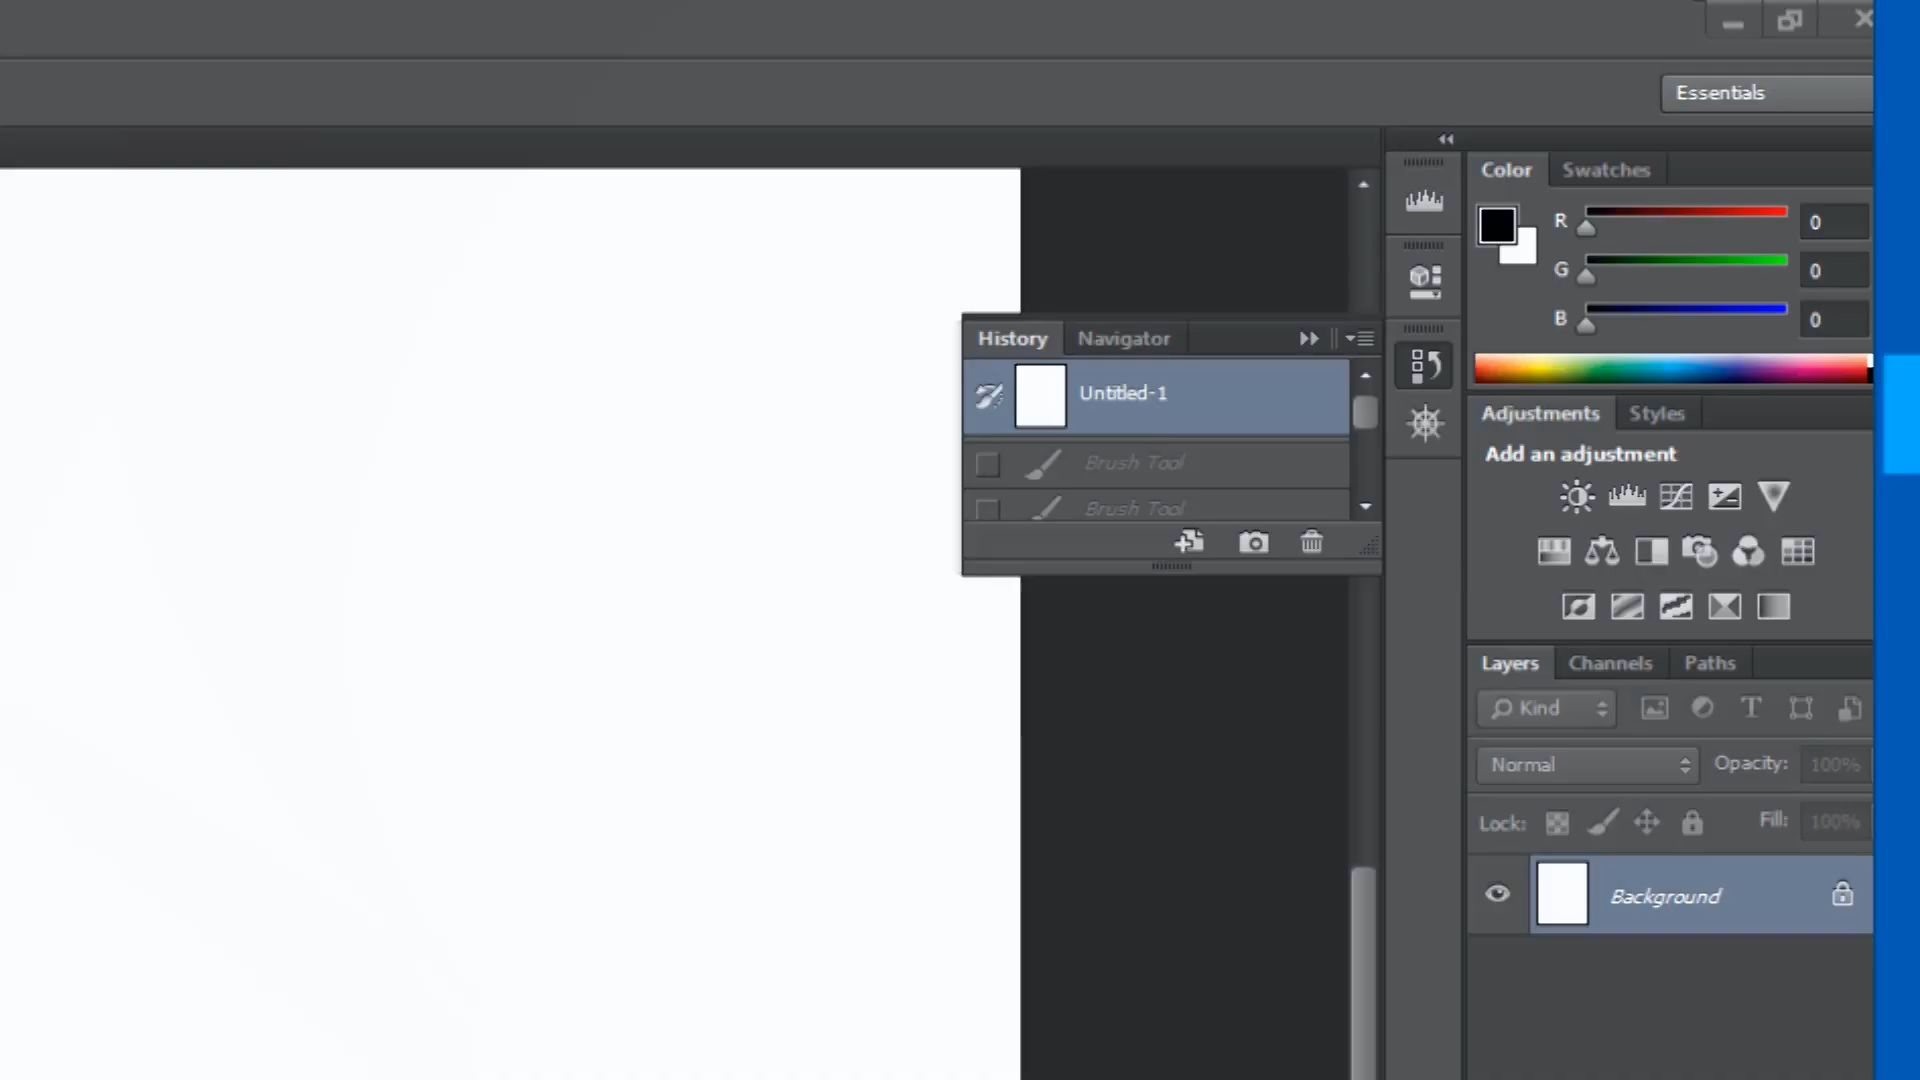 Essentials
Color Swatches
R 0
G 0
B 0
History Navigator
Untitled-1
Brush Tool
Brush Tool
Adjustments Styles
Add an adjustment
Layers Channels Paths
Kind T
Normal Opacity: 100%
Lock: Fill: 100%
Background